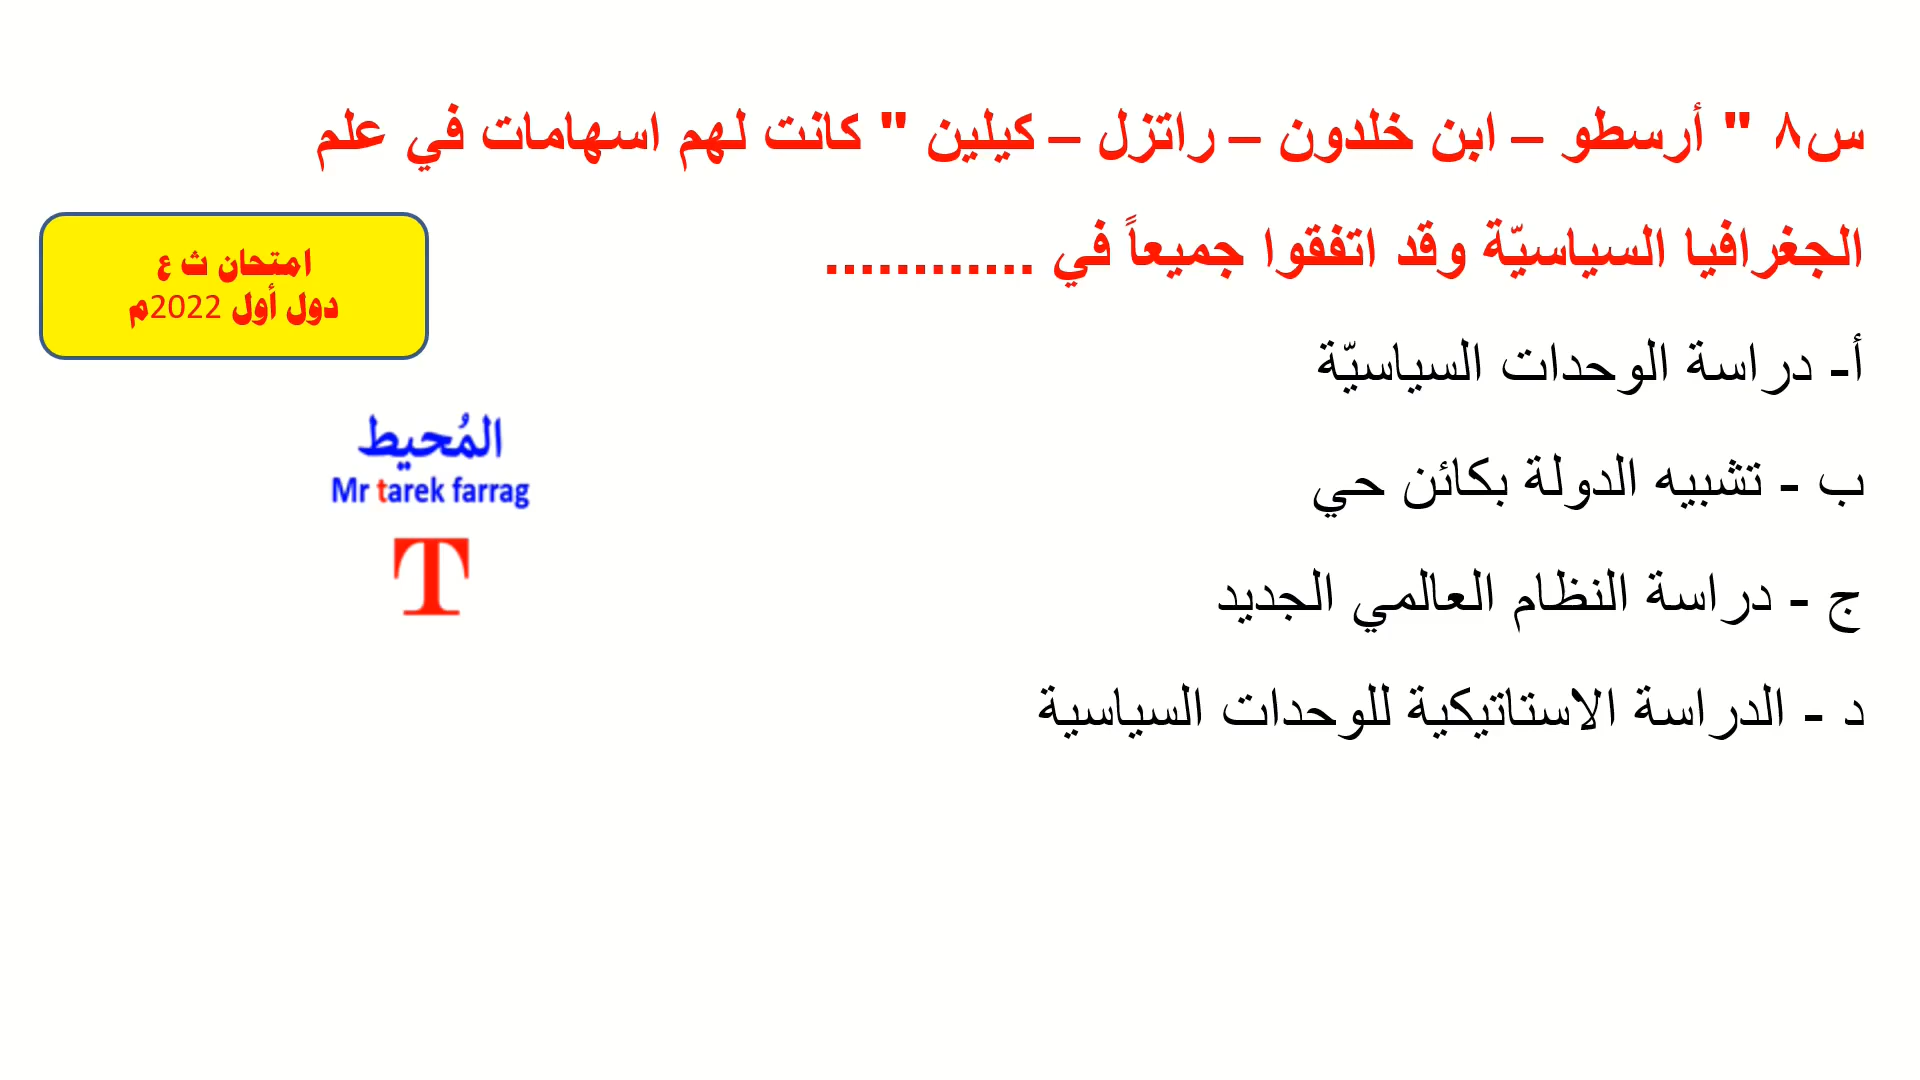 س٨ " أرسطو – ابن خلدون – راتزل – كيلين " كانت لهم اسهامات في علم
الجغرافيا السياسيّة وقد اتفقوا جميعاً في ............
امتحان ث ع
دول أول 2022م
أ- دراسة الوحدات السياسيّة
ب - تشبيه الدولة بكائن حي
ج - دراسة النظام العالمي الجديد
د - الدراسة الاستاتيكية للوحدات السياسية
المُحيط
Mr tarek farrag
T